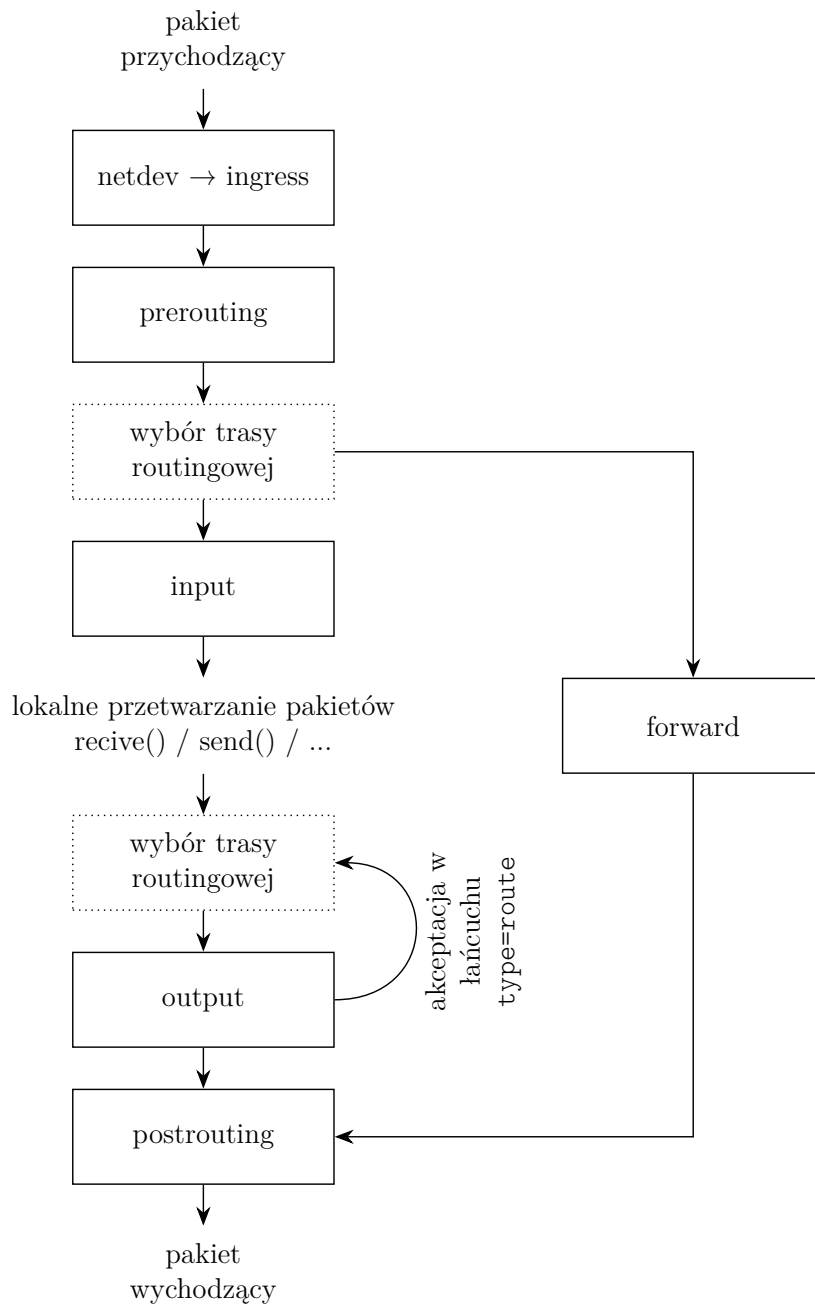 pakiet
przychodzący
netdev → ingress
prerouting
wybór trasy
routingowej
input
lokalne przetwarzanie pakietów
recive() / send() / ...
forward
wybór trasy
routingowej
akceptacja w
łańcuchu
type=route
output
postrouting
pakiet
wychodzący